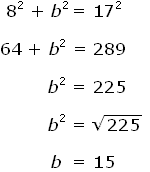 8² + b² = 17²
64 + b² = 289
b² = 225
b² = √225
b = 15